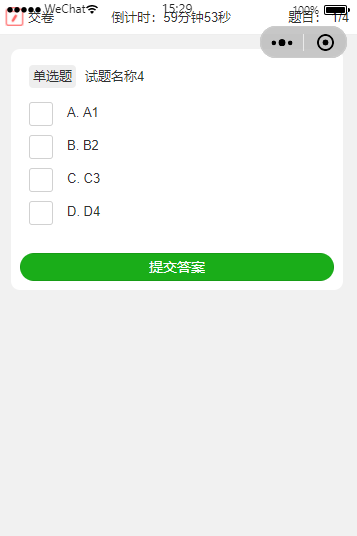 WeChat 15:29 100%
交卷 倒计时：59分钟53秒 题目： 1/4
单选题 试题名称4
A. A1
B. B2
C. C3
D. D4
提交答案